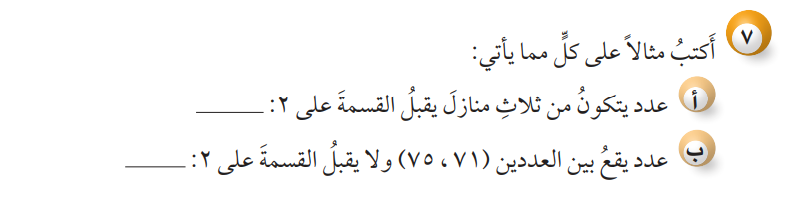 ٧ أَكتبُ مثالاً على كلٍّ مما يأتي:
أ عدد يتكونُ من ثلاثِ منازلَ يقبلُ القسمةَ على ٢: ______
ب عدد يقعُ بين العددين (٧١ ، ٧٥) ولا يقبلُ القسمةَ على ٢: ______